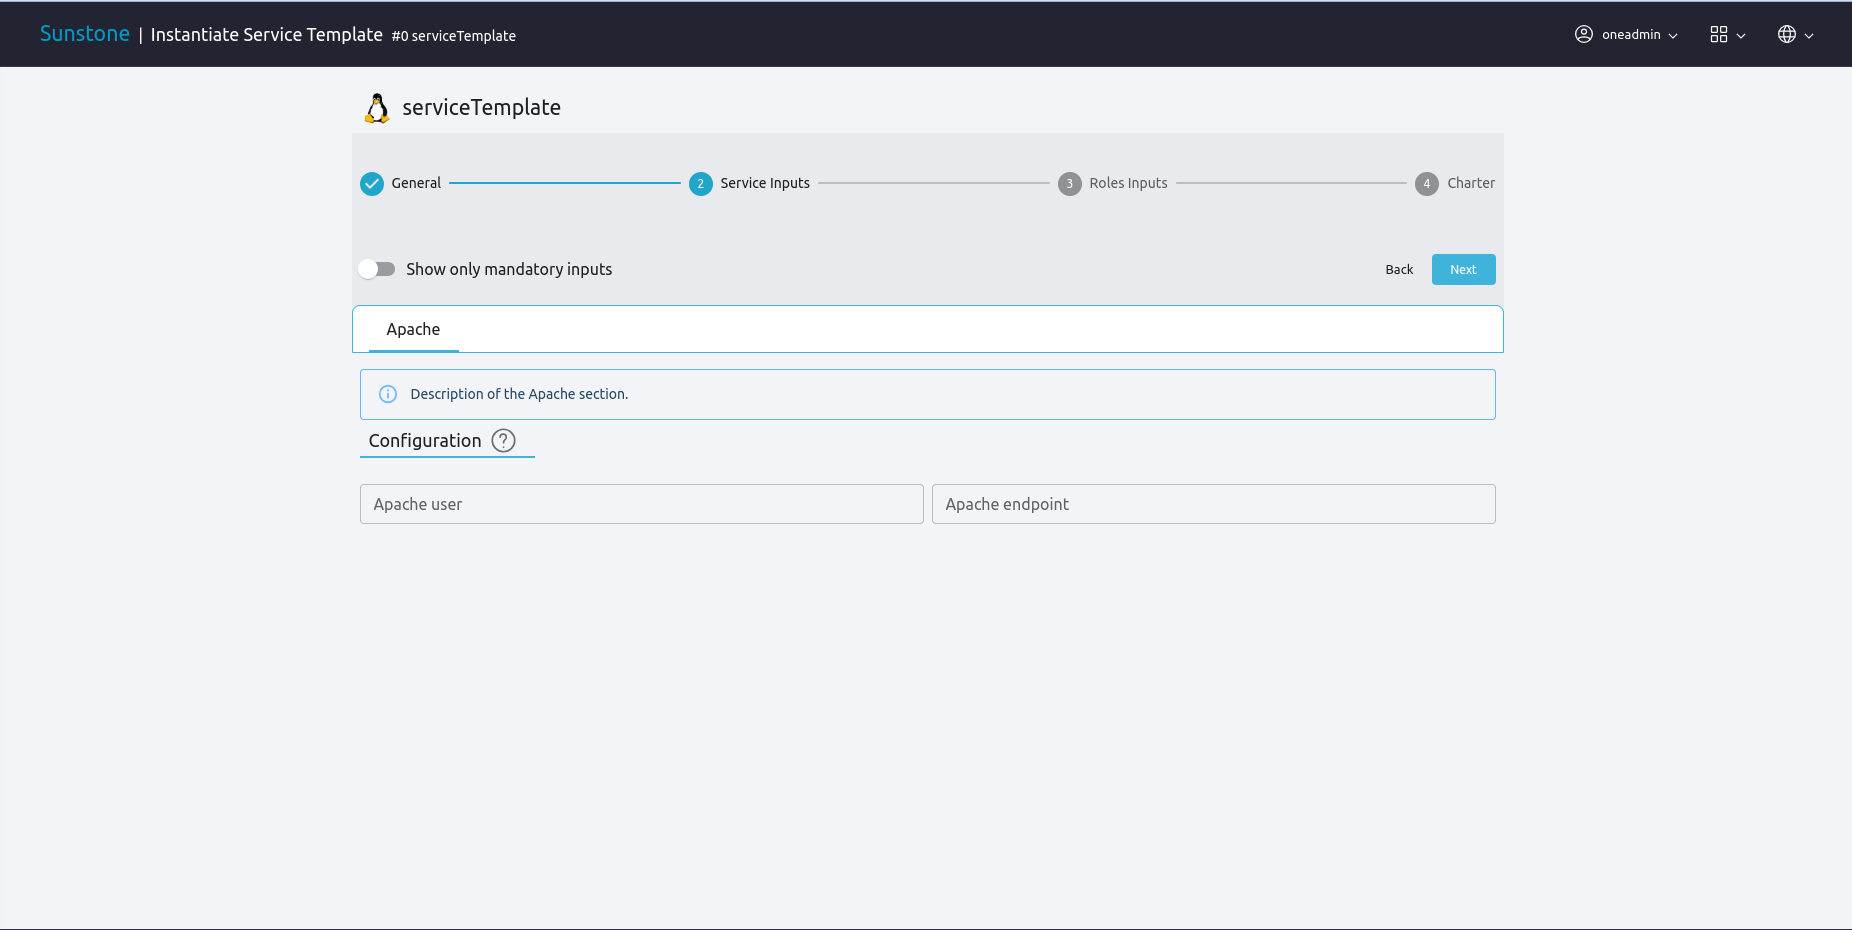 Sunstone | Instantiate Service Template #0 serviceTemplate oneadmin
serviceTemplate
General 2 Service Inputs 3 Roles Inputs 4 Charter
Show only mandatory inputs Back Next
Apache
Description of the Apache section.
Configuration ?
Apache user Apache endpoint